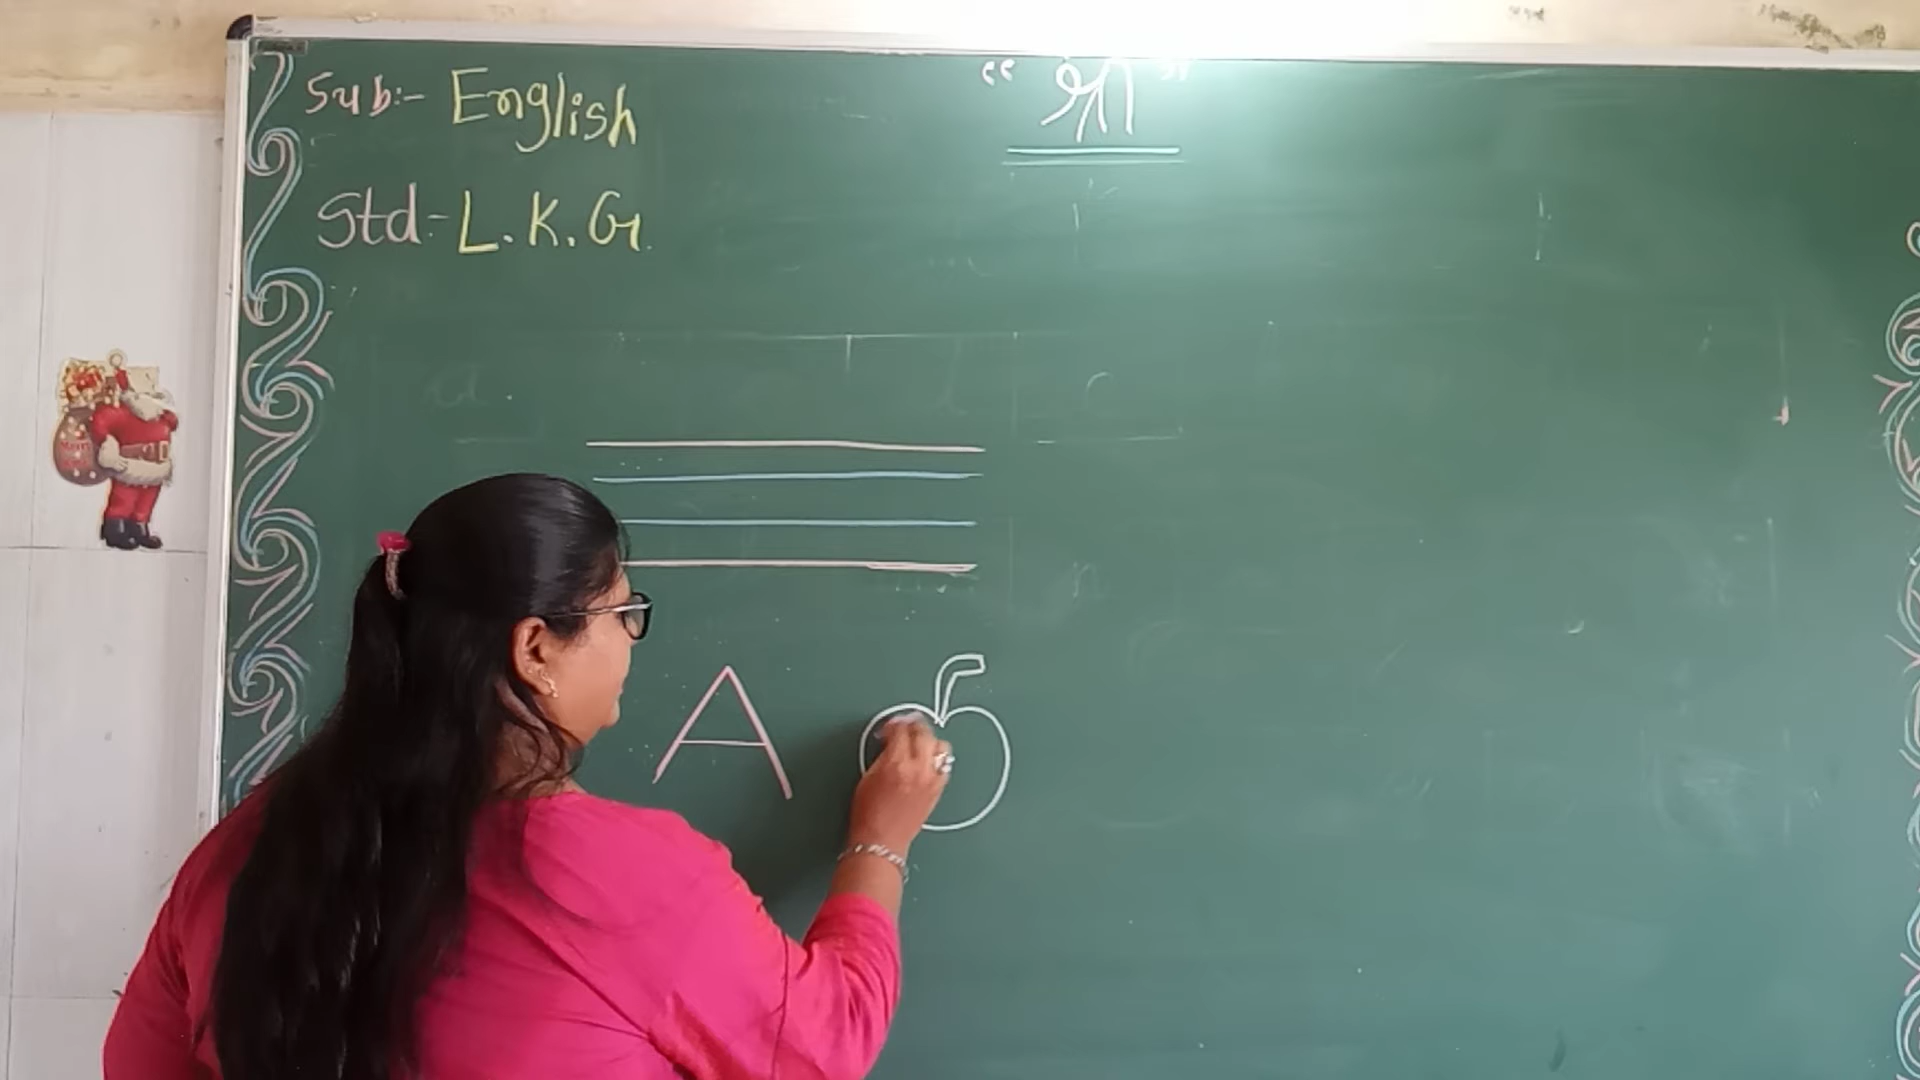 Sub:- English
"श्री"
Std- L.K.G.
A